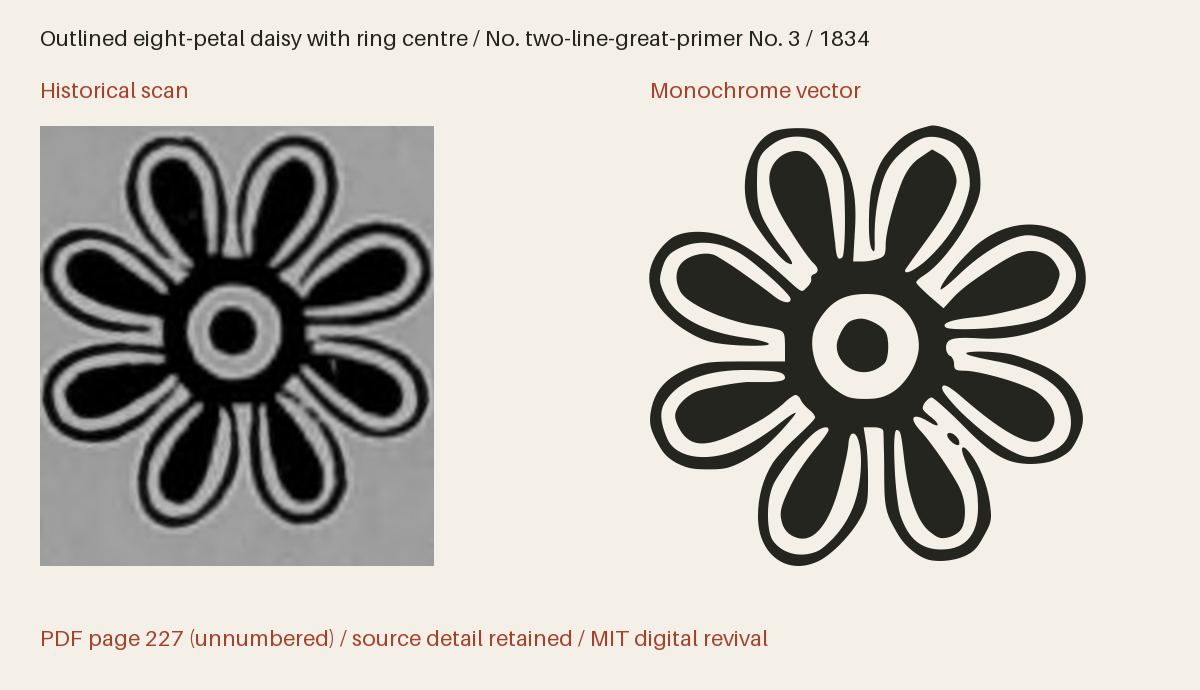 Outlined eight-petal daisy with ring centre / No. two-line-great-primer No. 3 / 1834
Historical scan
Monochrome vector
PDF page 227 (unnumbered) / source detail retained / MIT digital revival